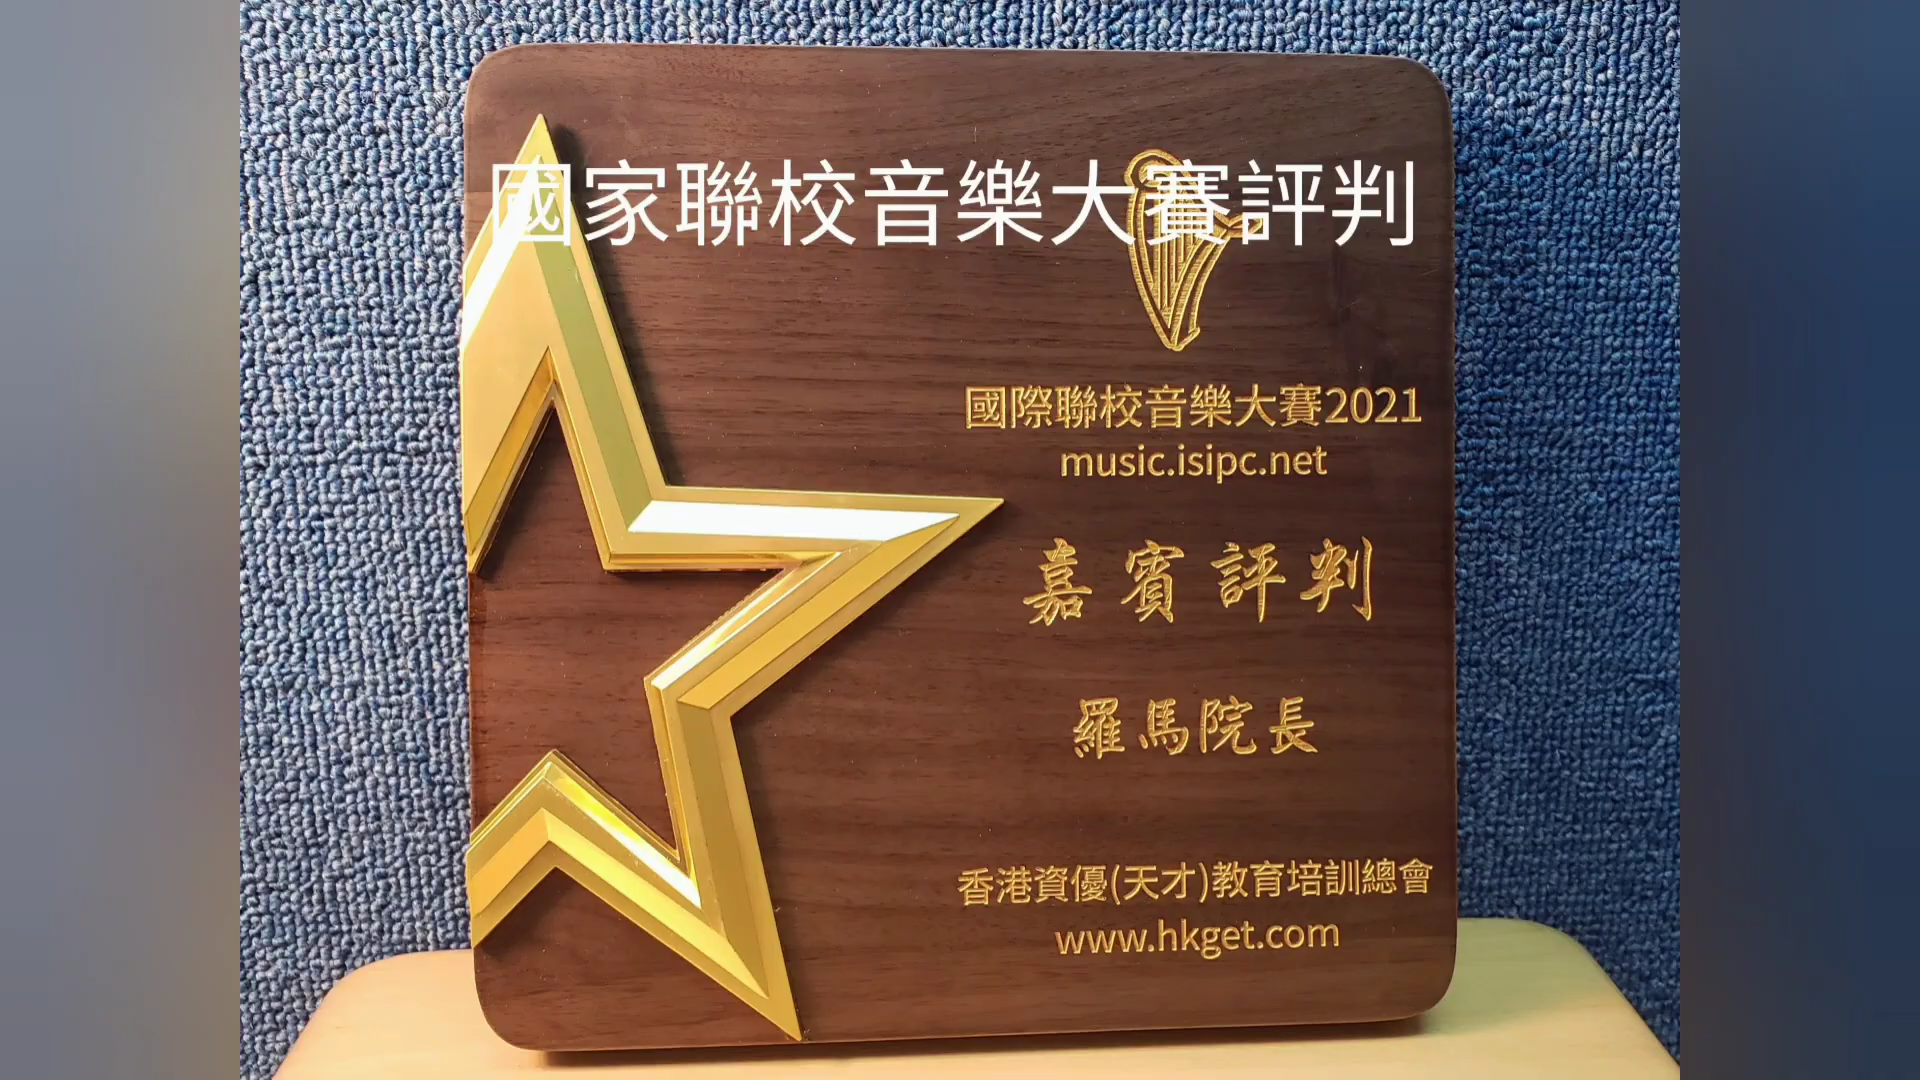 國家聯校音樂大賽評判
國際聯校音樂大賽2021
music.isipc.net
嘉賓評判
羅馬院長
香港資優(天才)教育培訓總會
www.hkget.com